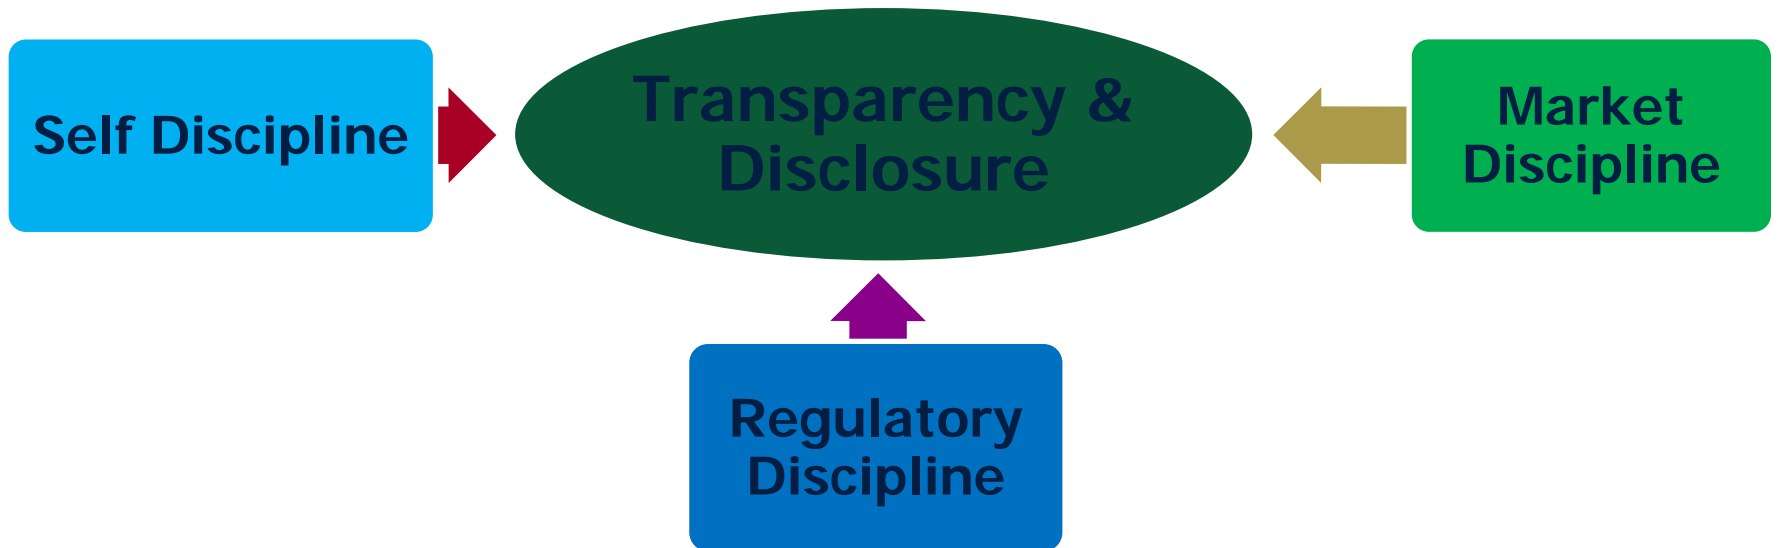 Self Discipline
Transparency &
Disclosure
Market
Discipline
Regulatory
Discipline